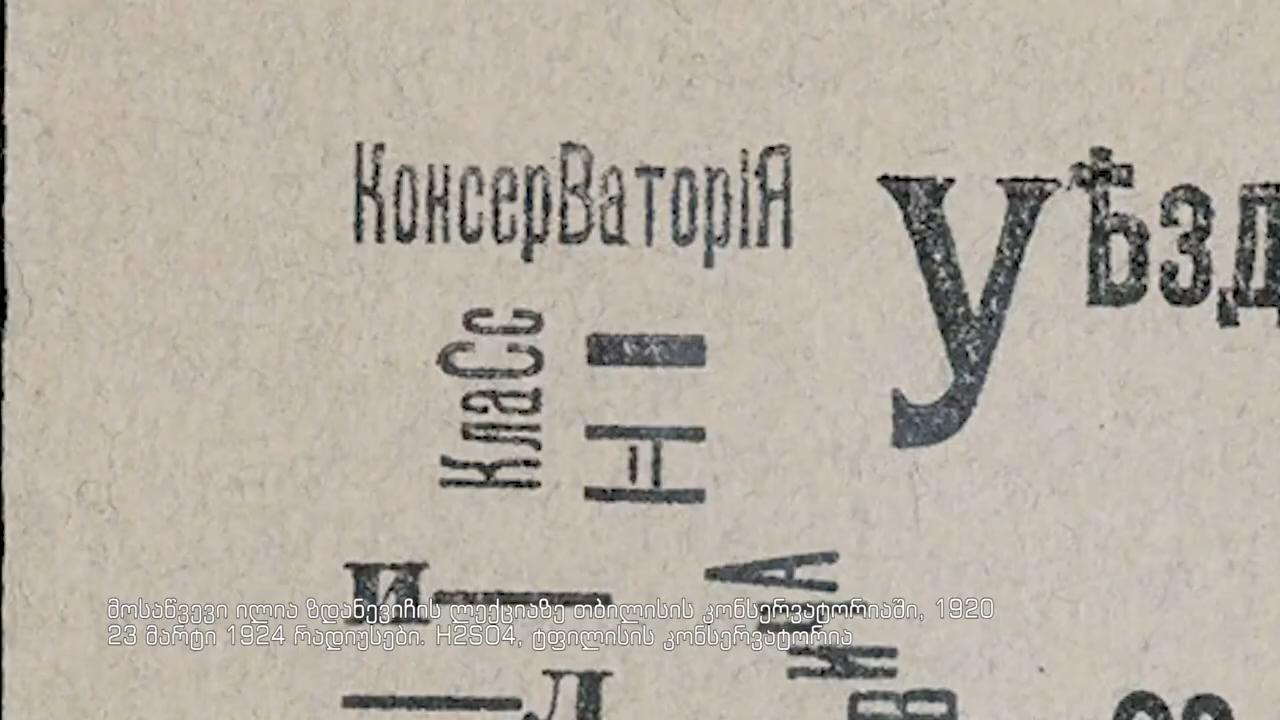 КонсерВаторіЯ
уѣзд
КлаСс
и
Л
მოსაწვევი ილია ზდანევიჩის ლექციაზე თბილისის კონსერვატორიაში, 1920
23 მარტი 1924 რადიუსები. H2SO4, ტფილისის კონსერვატორია